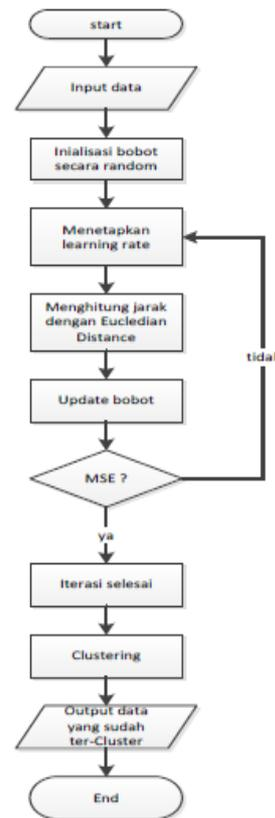 start
Input data
Inialisasi bobot
secara random
Menetapkan
learning rate
Menghitung jarak
dengan Eucledian
Distance
Update bobot
MSE ?
tidak
ya
Iterasi selesai
Clustering
Output data
yang sudah
ter-Cluster
End